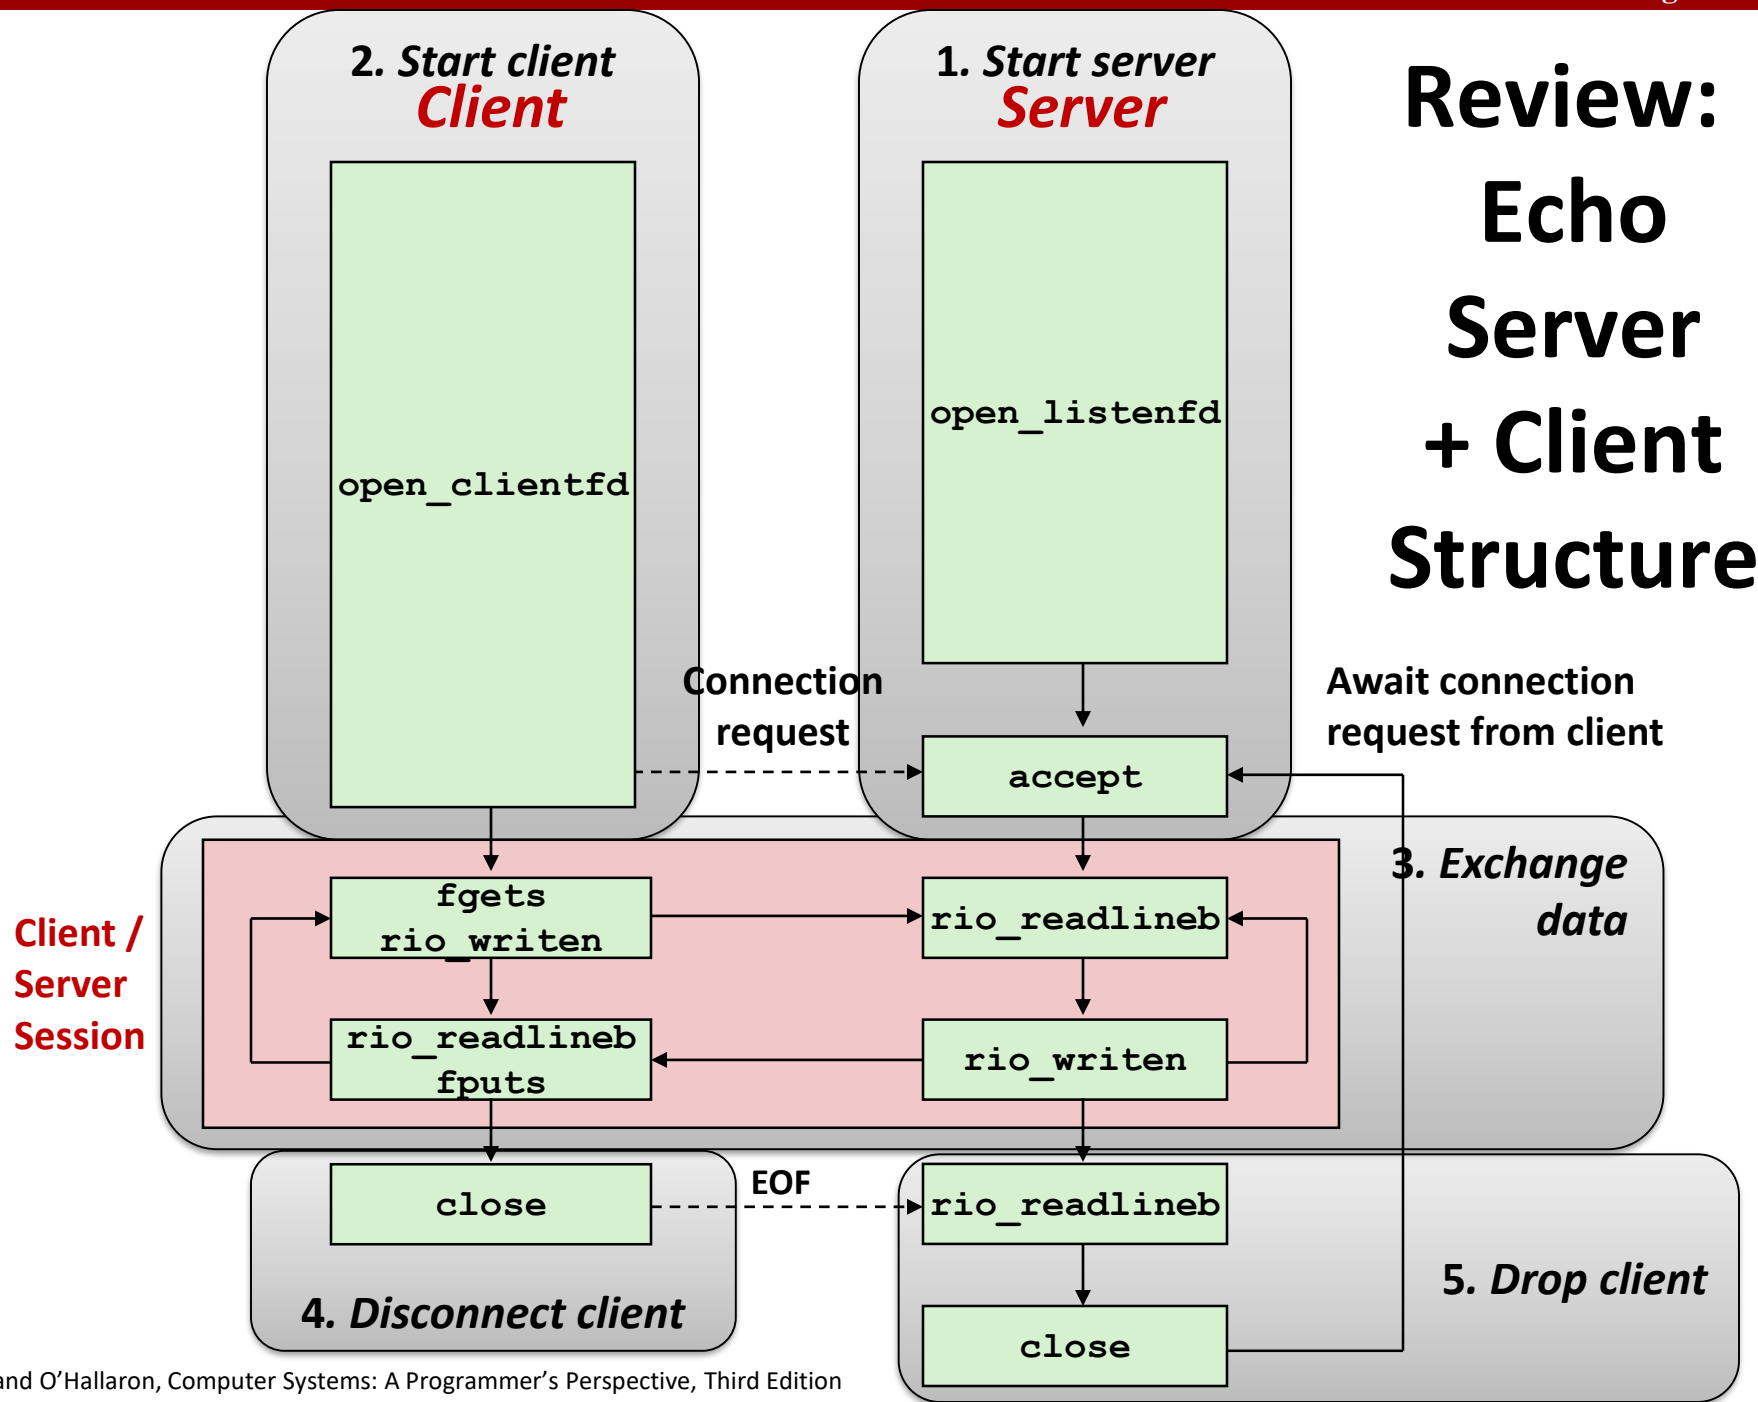 2. Start client
Client
1. Start server
Server
Review:
Echo
Server
+ Client
Structure
open_listenfd
open_clientfd
Connection
request
Await connection
request from client
accept
3. Exchange
data
Client /
Server
Session
fgets
rio_writen
rio_readlineb
rio_readlineb
fputs
rio_writen
close
EOF
rio_readlineb
4. Disconnect client
5. Drop client
close
and O’Hallaron, Computer Systems: A Programmer’s Perspective, Third Edition